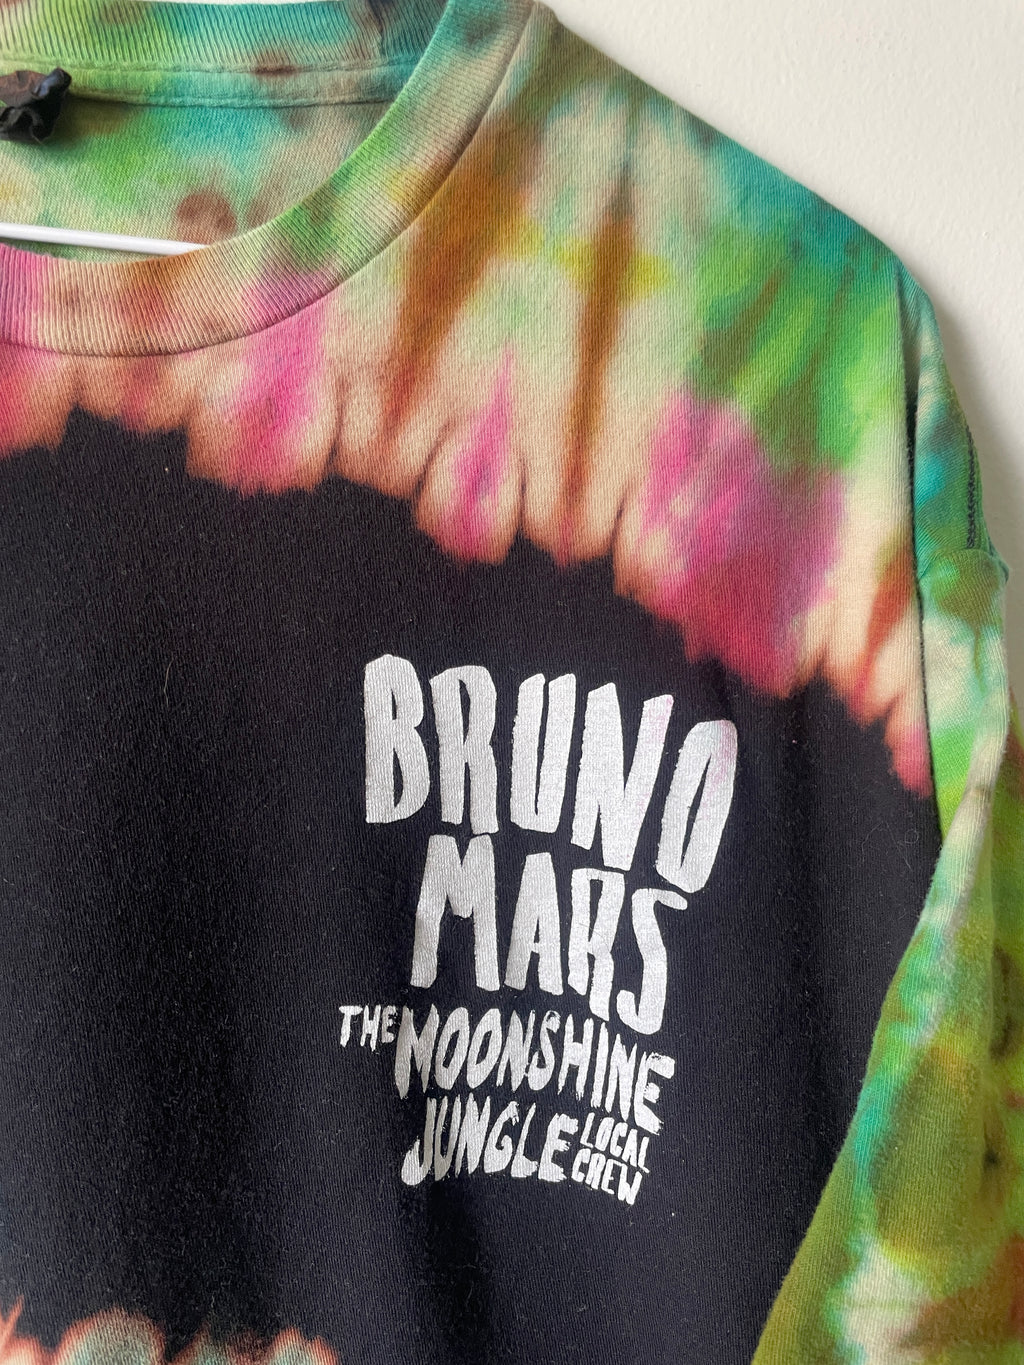 BRUNO
MARS
THE MOONSHINE
JUNGLE LOCAL
CREW